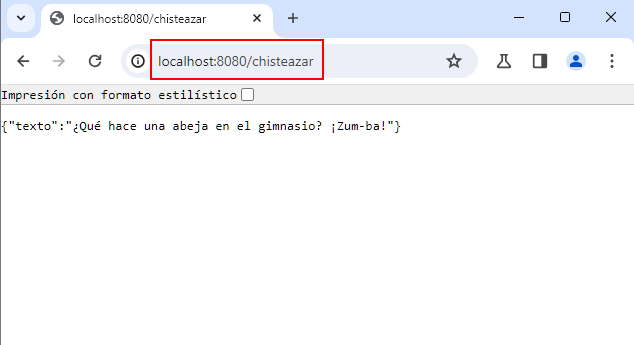 localhost:8080/chisteazar
localhost:8080/chisteazar
Impresión con formato estilístico
{"texto":"¿Qué hace una abeja en el gimnasio? ¡Zum-ba!"}